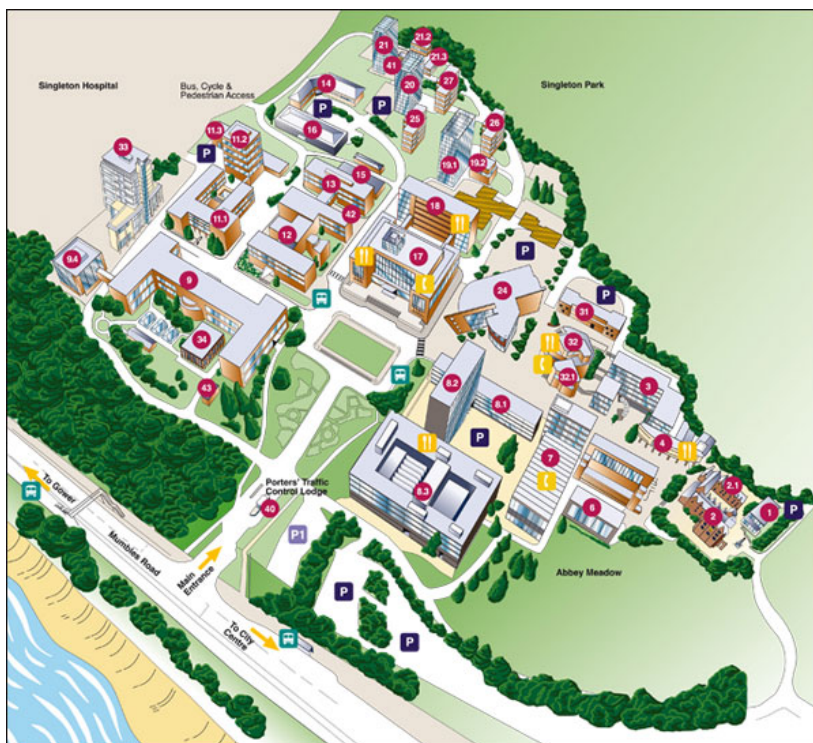 21
21.2
21.3
41
20
27
Singleton Hospital
Bus, Cycle &
Pedestrian Access
14
P
P
Singleton Park
16
25
26
11.3
11.2
33
P
19.1
19.2
15
13
18
42
11.1
12
17
P
9.4
9
24
P
31
34
32
32.1
3
43
8.2
8.1
4
P
7
8.3
2.1
To Gower
Porters' Traffic
Control Lodge
40
6
2
1
P
Mumbles Road
P1
Main
Entrance
Abbey Meadow
P
To City
Centre
P